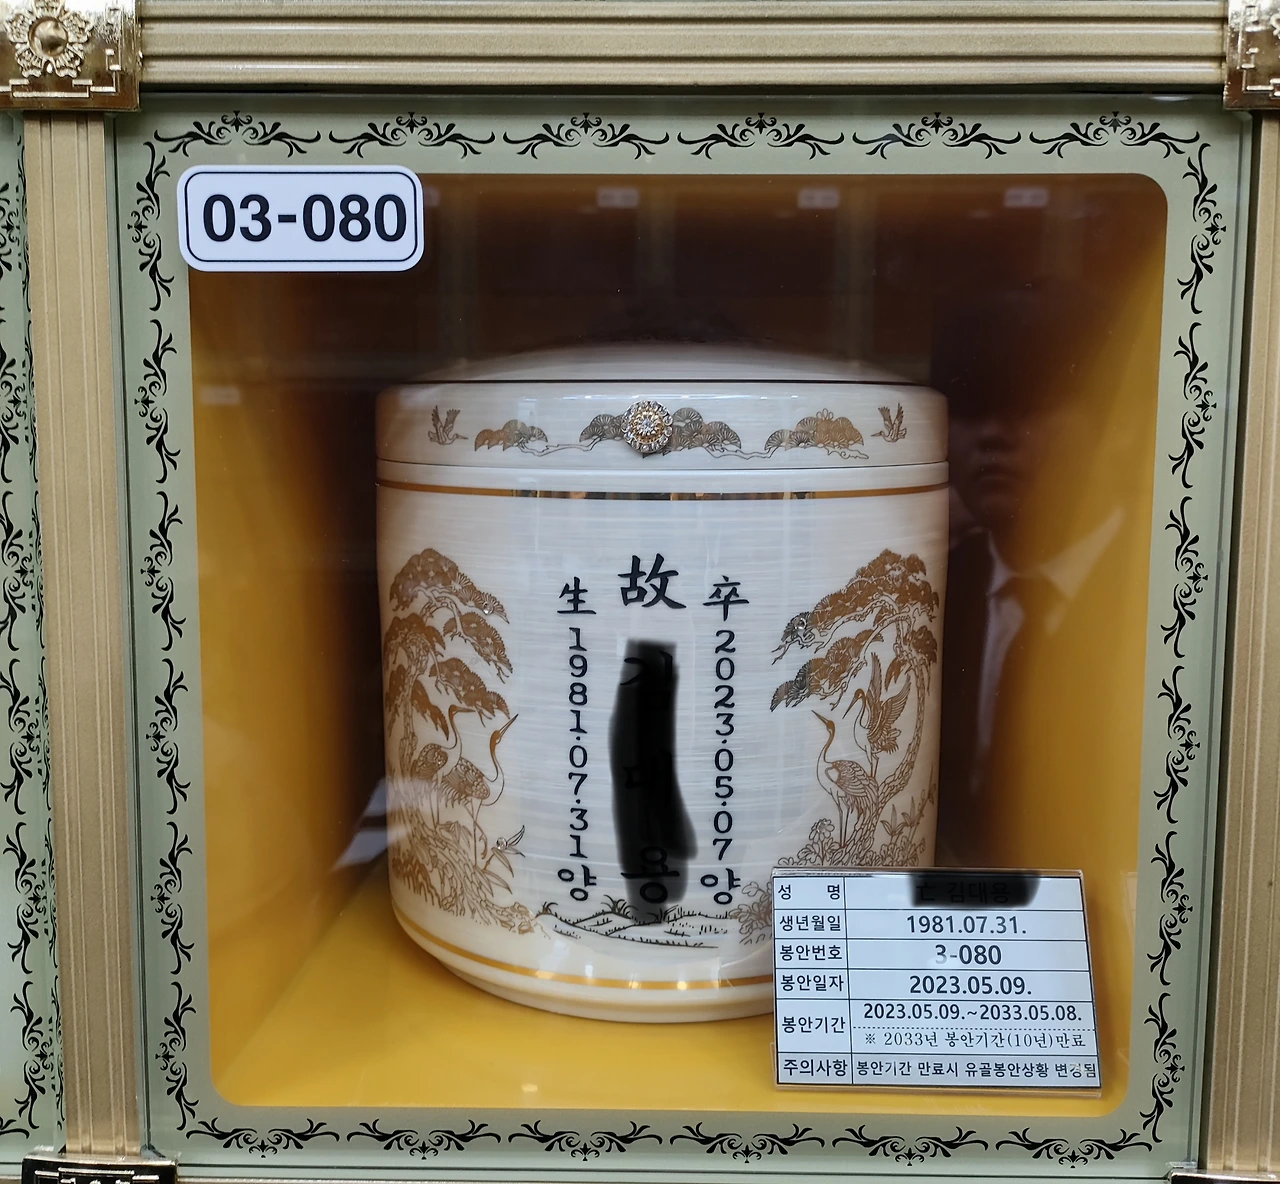 03-080
故
生 1981.07.31 양
卒 2023.05.07 양
성 명
생년월일 1981.07.31.
봉안번호 3-080
봉안일자 2023.05.09.
봉안기간 2023.05.09.~2033.05.08.
※ 2033년 봉안기간(10년)만료
주의사항 봉안기간 만료시 유골봉안상황 변경됨